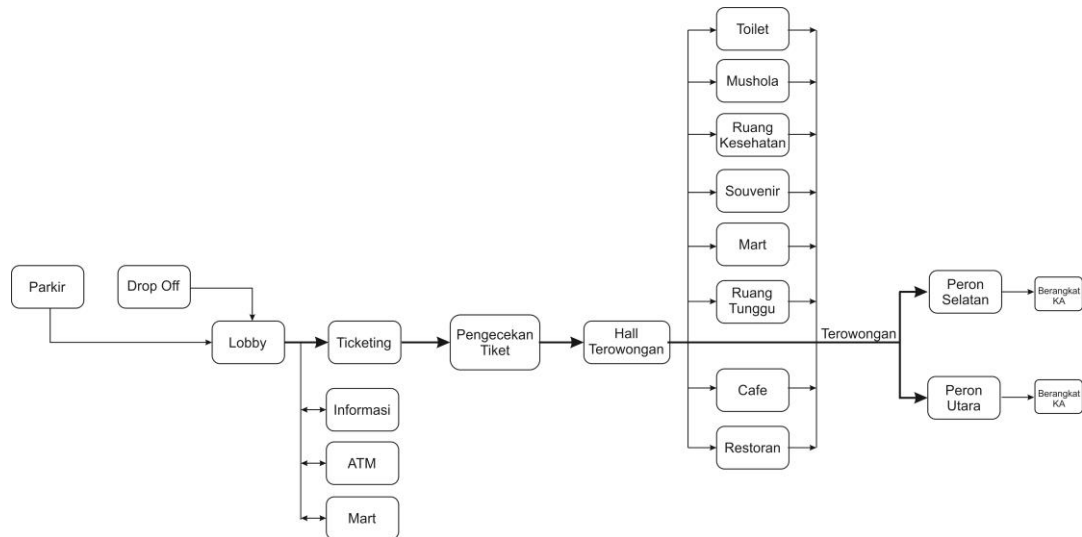 Toilet
Mushola
Ruang
Kesehatan
Souvenir
Mart
Ruang
Tunggu
Parkir
Drop Off
Lobby
Ticketing
Pengecekan
Tiket
Hall
Terowongan
Terowongan
Peron
Selatan
Berangkat
KA
Peron
Utara
Berangkat
KA
Informasi
ATM
Mart
Cafe
Restoran